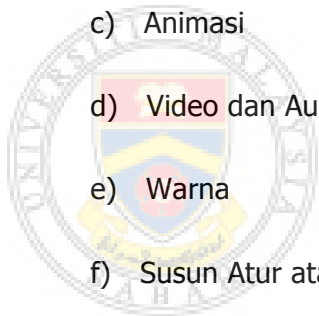 c) Animasi
d) Video dan Au
e) Warna
f) Susun Atur ata